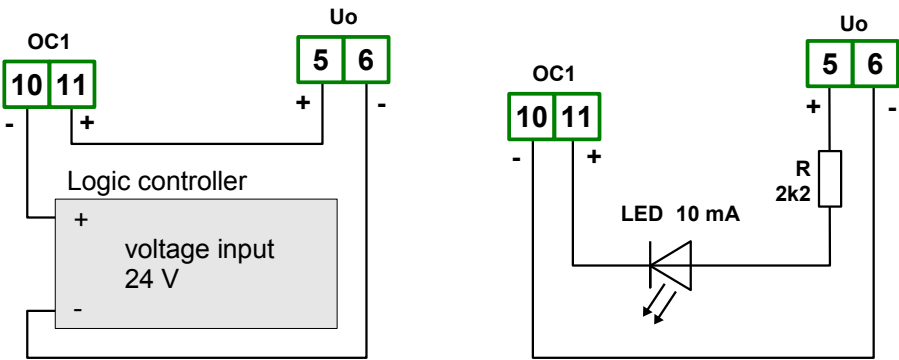 Uo
OC1
5 6
10 11
+ -
- +
Logic controller
+
voltage input
24 V
-
Uo
5 6
OC1
+ -
10 11
- +
R
2k2
LED 10 mA